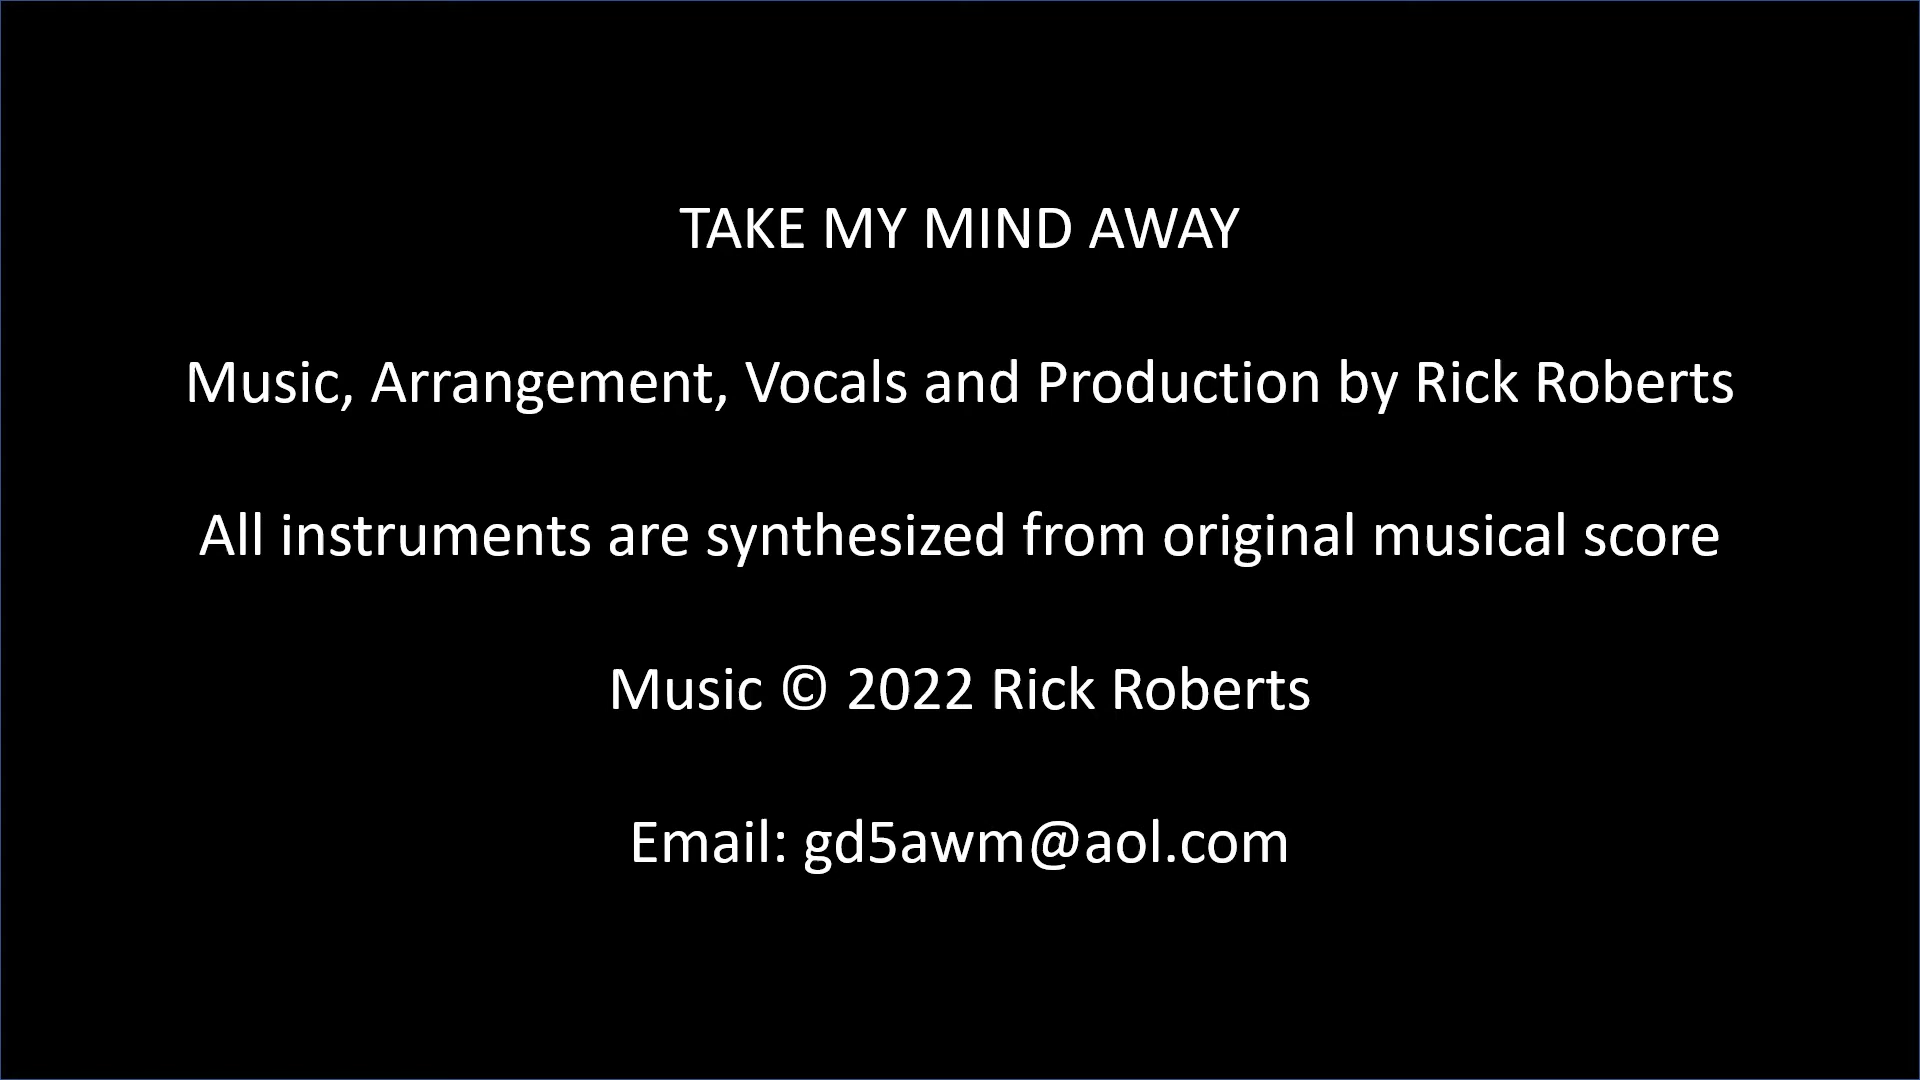 TAKE MY MIND AWAY
Music, Arrangement, Vocals and Production by Rick Roberts
All instruments are synthesized from original musical score
Music © 2022 Rick Roberts
Email: gd5awm@aol.com